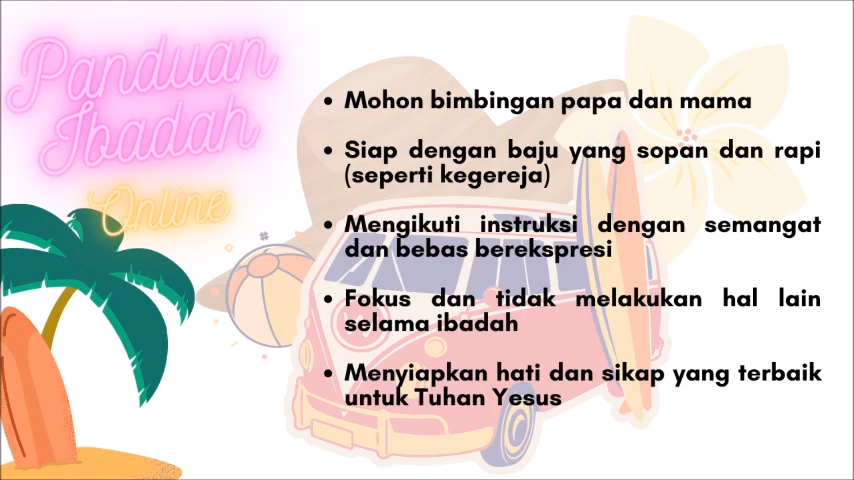 Panduan
Ibadah
Online
• Mohon bimbingan papa dan mama
• Siap dengan baju yang sopan dan rapi
(seperti kegereja)
• Mengikuti instruksi dengan semangat
dan bebas berekspresi
• Fokus dan tidak melakukan hal lain
selama ibadah
• Menyiapkan hati dan sikap yang terbaik
untuk Tuhan Yesus